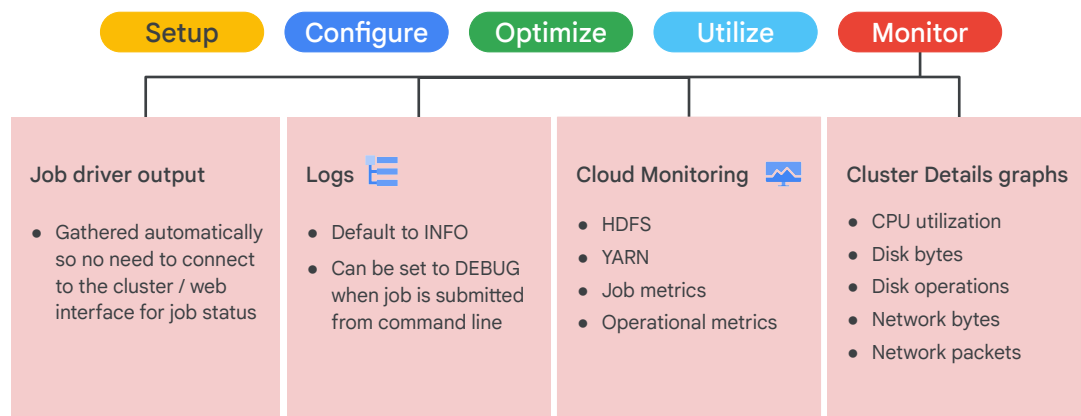 Setup
Configure
Optimize
Utilize
Monitor
Job driver output
● Gathered automatically
so no need to connect
to the cluster / web
interface for job status
Logs
● Default to INFO
● Can be set to DEBUG
when job is submitted
from command line
Cloud Monitoring
● HDFS
● YARN
● Job metrics
● Operational metrics
Cluster Details graphs
● CPU utilization
● Disk bytes
● Disk operations
● Network bytes
● Network packets